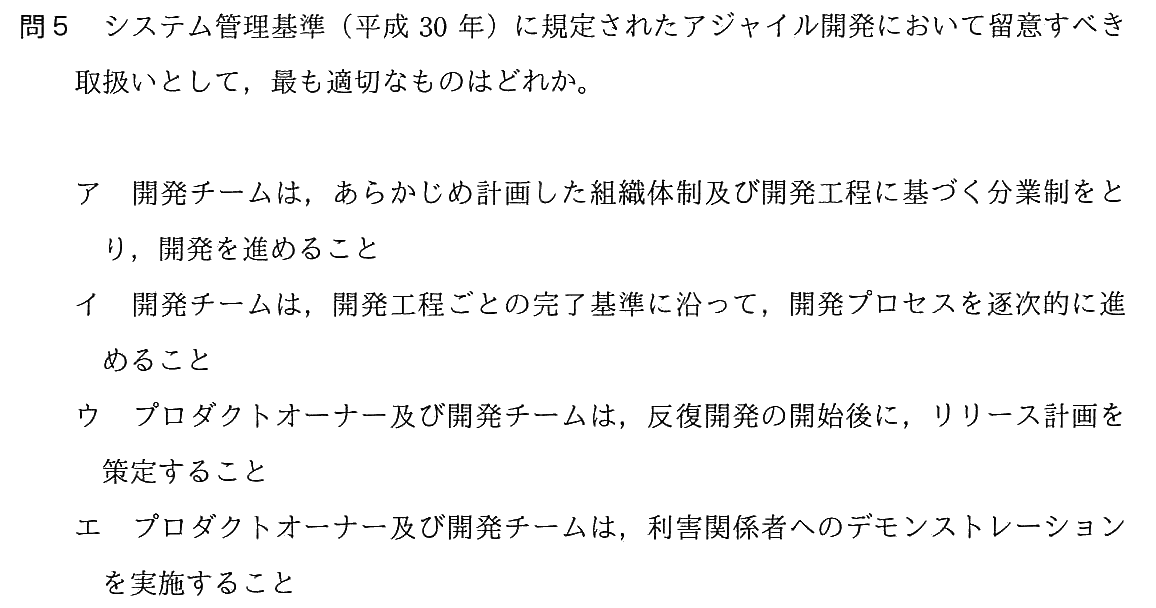 問5 システム管理基準（平成 30 年）に規定されたアジャイル開発において留意すべき
取扱いとして，最も適切なものはどれか。
ア 開発チームは，あらかじめ計画した組織体制及び開発工程に基づく分業制をと
り，開発を進めること
イ 開発チームは，開発工程ごとの完了基準に沿って，開発プロセスを逐次的に進
めること
ウ プロダクトオーナー及び開発チームは，反復開発の開始後に，リリース計画を
策定すること
エ プロダクトオーナー及び開発チームは，利害関係者へのデモンストレーション
を実施すること